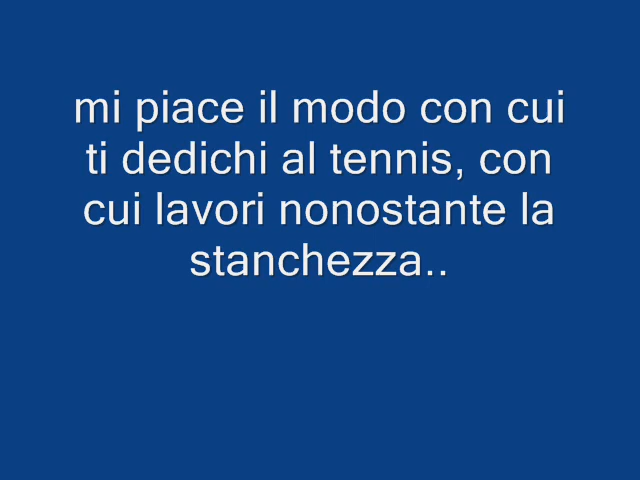 mi piace il modo con cui
ti dedichi al tennis, con
cui lavori nonostante la
stanchezza..